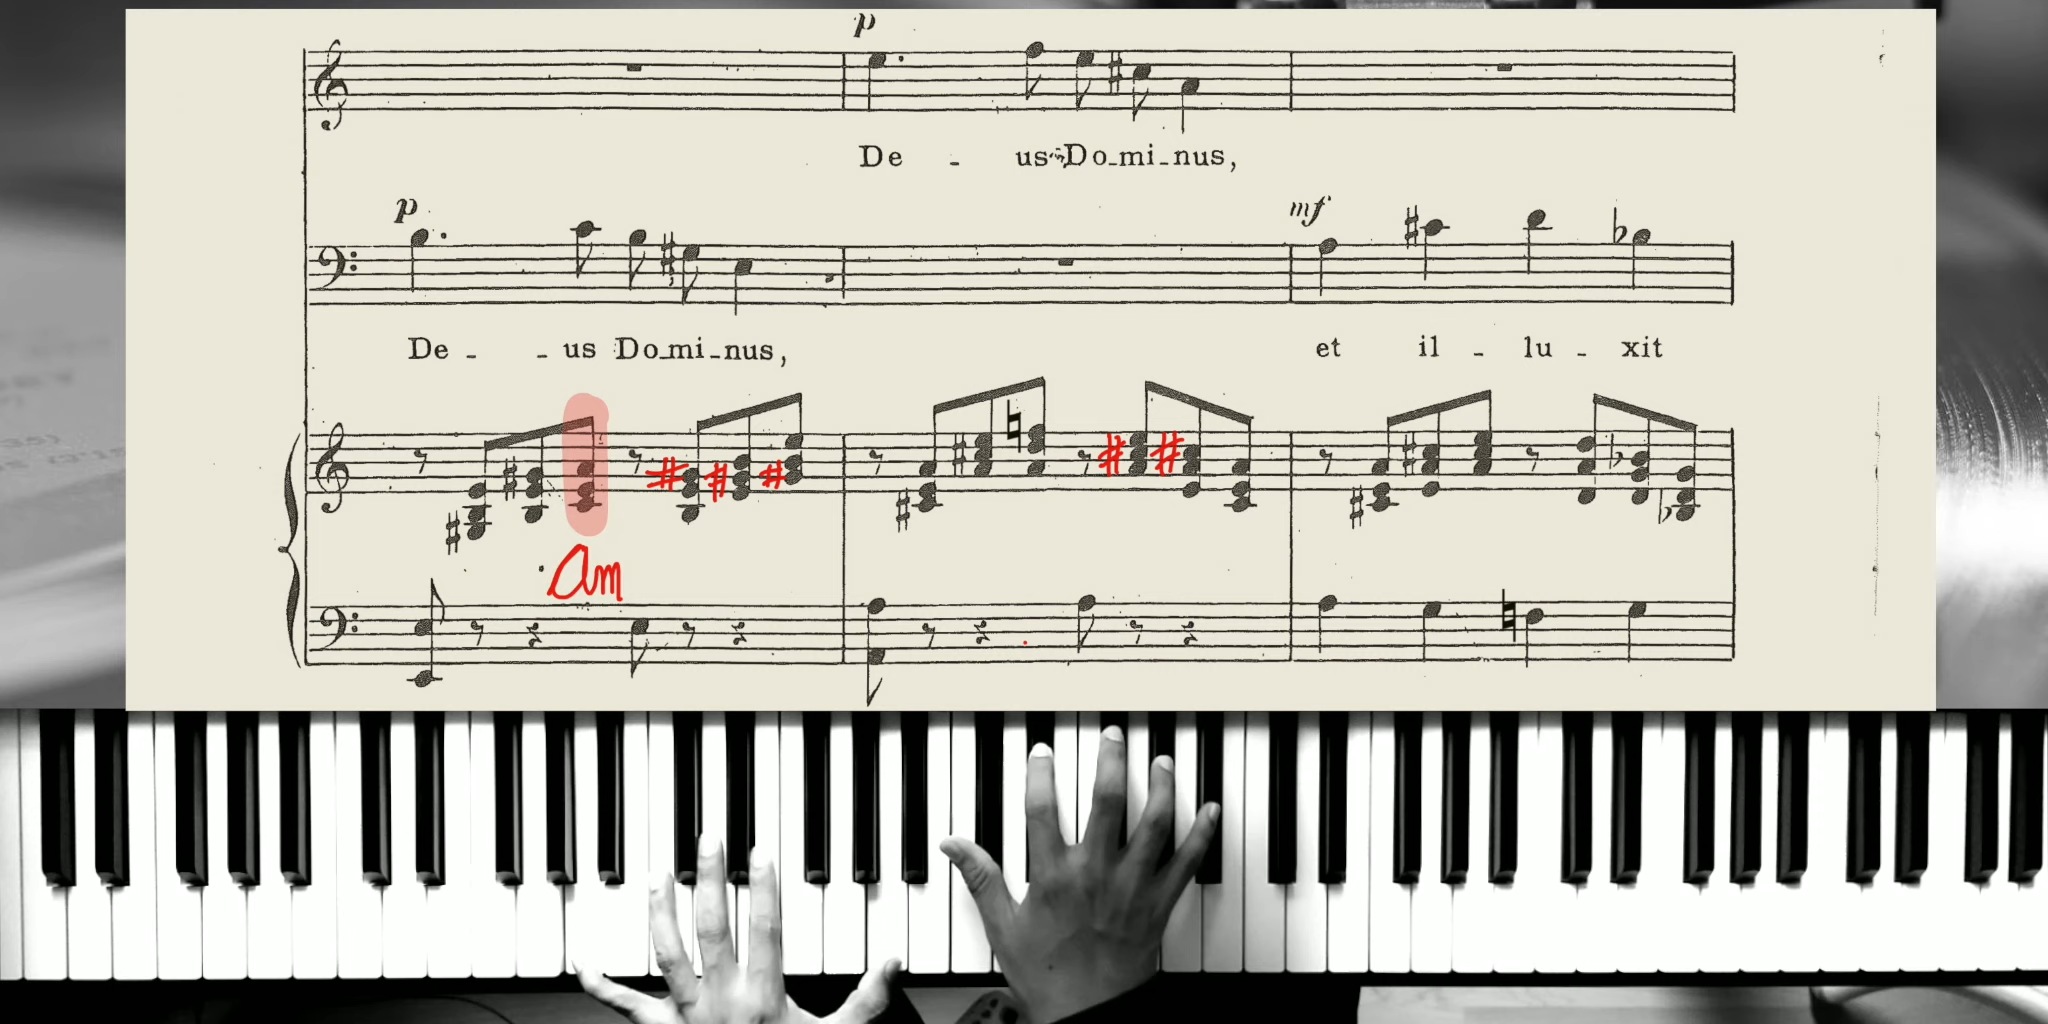 p
De - us Do-mi-nus,
p mf
De - - us Do-mi-nus, et il - lu - xit
Am